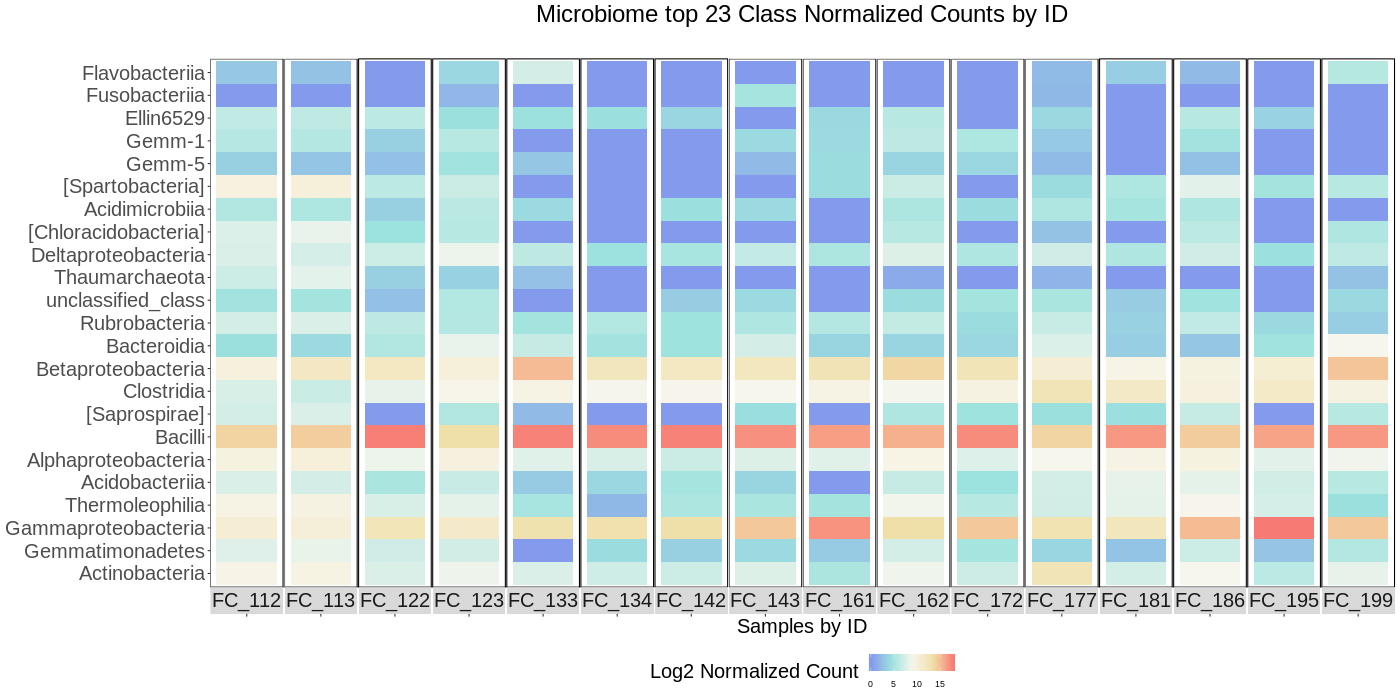 Microbiome top 23 Class Normalized Counts by ID
Flavobacteriia
Fusobacteriia
Ellin6529
Gemm-1
Gemm-5
[Spartobacteria]
Acidimicrobiia
[Chloracidobacteria]
Deltaproteobacteria
Thaumarchaeota
unclassified_class
Rubrobacteria
Bacteroidia
Betaproteobacteria
Clostridia
[Saprospirae]
Bacilli
Alphaproteobacteria
Acidobacteriia
Thermoleophilia
Gammaproteobacteria
Gemmatimonadetes
Actinobacteria
FC_112 FC_113 FC_122 FC_123 FC_133 FC_134 FC_142 FC_143 FC_161 FC_162 FC_172 FC_177 FC_181 FC_186 FC_195 FC_199
Samples by ID
Log2 Normalized Count
0 5 10 15